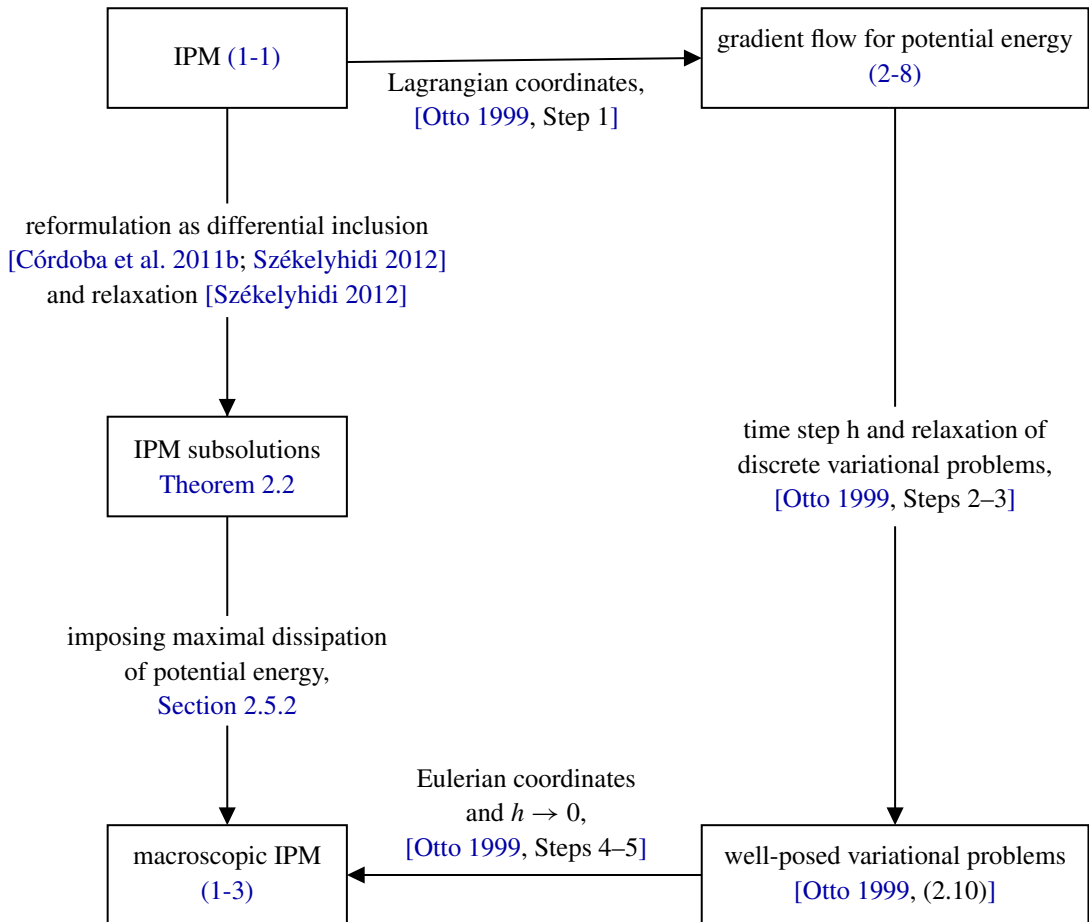 IPM (1-1)
gradient flow for potential energy
(2-8)
Lagrangian coordinates,
[Otto 1999, Step 1]
reformulation as differential inclusion
[Córdoba et al. 2011b; Székelyhidi 2012]
and relaxation [Székelyhidi 2012]
IPM subsolutions
Theorem 2.2
time step h and relaxation of
discrete variational problems,
[Otto 1999, Steps 2–3]
imposing maximal dissipation
of potential energy,
Section 2.5.2
Eulerian coordinates
and h → 0,
[Otto 1999, Steps 4–5]
macroscopic IPM
(1-3)
well-posed variational problems
[Otto 1999, (2.10)]